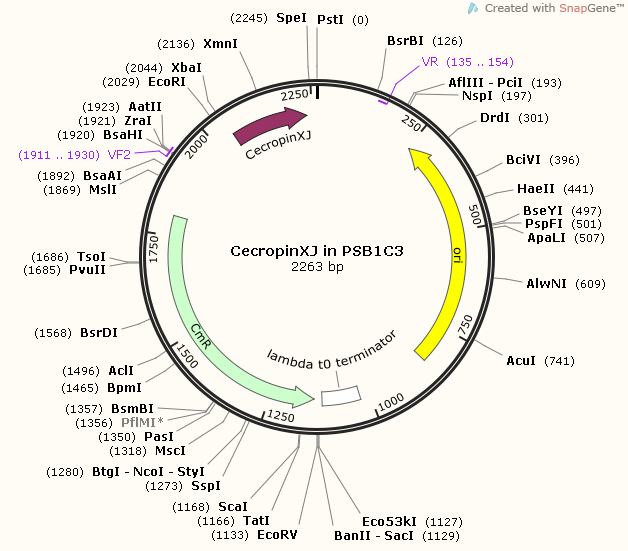 Created with SnapGene™
(2245) SpeI
PstI (0)
(2136) XmnI
BsrBI (126)
(2044) XbaI
(2029) EcoRI
VR (135 .. 154)
AflIII - PciI (193)
NspI (197)
(1923) AatII
(1921) ZraI
(1920) BsaHI
(1911 .. 1930) VF2
DrdI (301)
(1892) BsaAI
(1869) MslI
BciVI (396)
HaeII (441)
BseYI (497)
PspFI (501)
ApaLI (507)
2250
250
2000
500
1750
750
1500
1000
1250
CecropinXJ
ori
CmR
lambda t0 terminator
CecropinXJ in PSB1C3
2263 bp
(1686) TsoI
(1685) PvuII
AlwNI (609)
(1568) BsrDI
AcuI (741)
(1496) AclI
(1465) BpmI
(1357) BsmBI
(1356) PflMI*
(1350) PasI
(1318) MscI
(1280) BtgI - NcoI - StyI
(1273) SspI
(1168) ScaI
(1166) TatI
(1133) EcoRV
Eco53kI (1127)
BanII - SacI (1129)